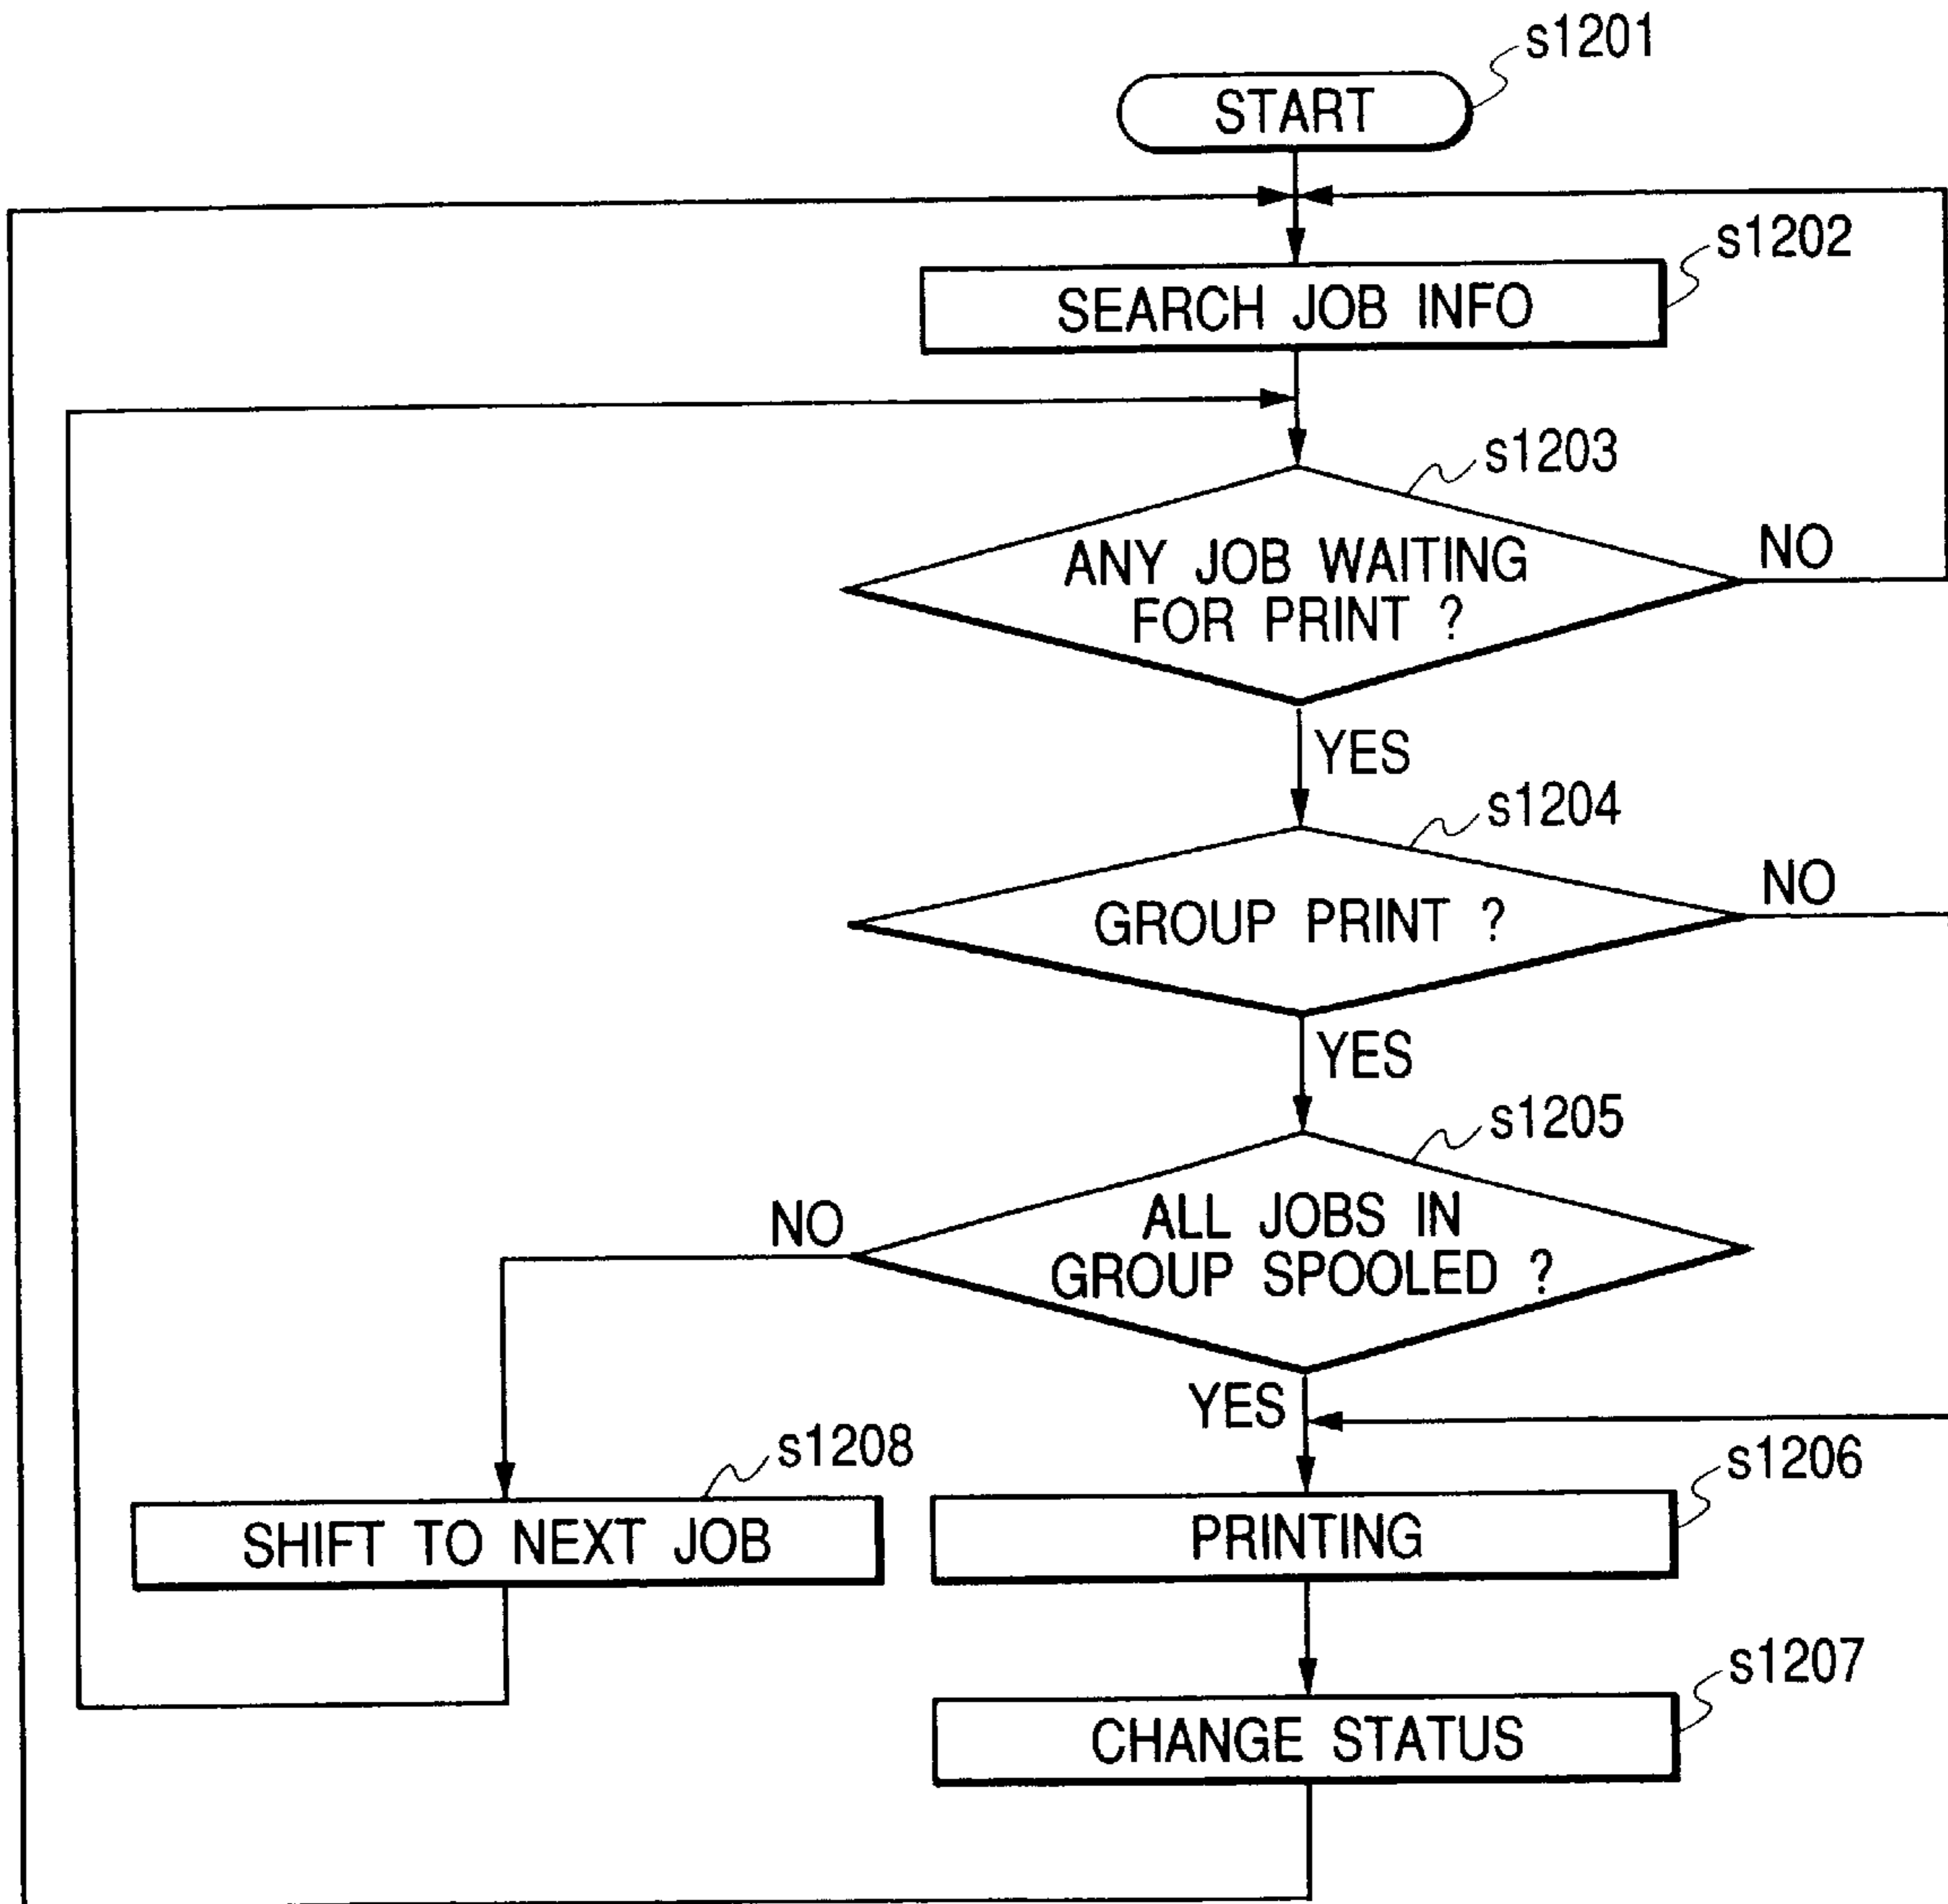 s1201
START
s1202
SEARCH JOB INFO
s1203
ANY JOB WAITING
FOR PRINT ?
NO
YES
s1204
GROUP PRINT ?
NO
YES
s1205
ALL JOBS IN
GROUP SPOOLED ?
NO
YES
s1208
SHIFT TO NEXT JOB
s1206
PRINTING
s1207
CHANGE STATUS